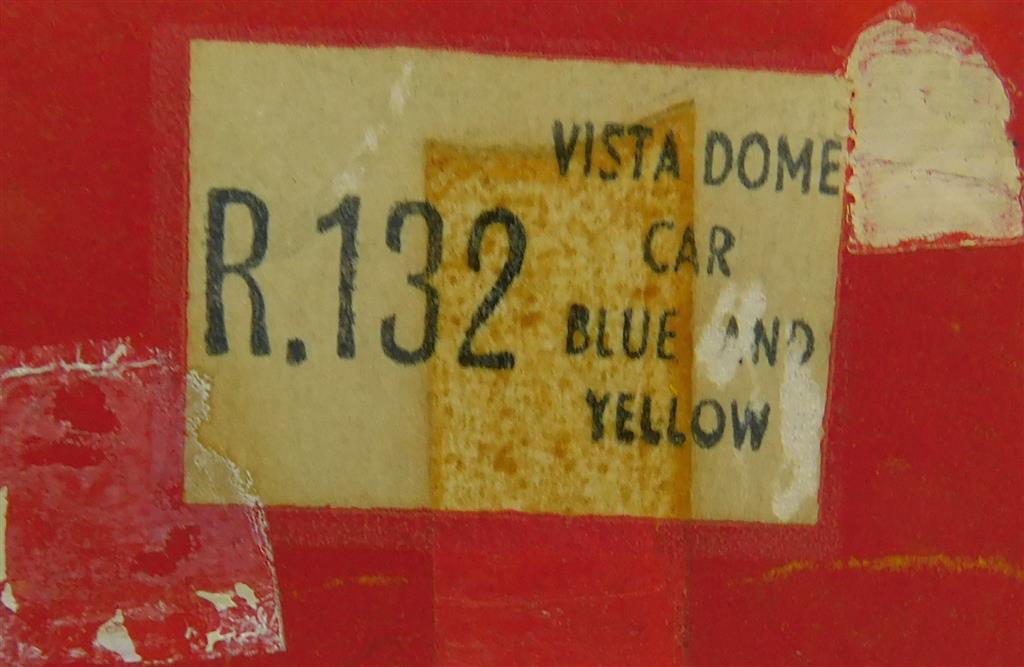 R.132
VISTA DOME
CAR
BLUE AND
YELLOW